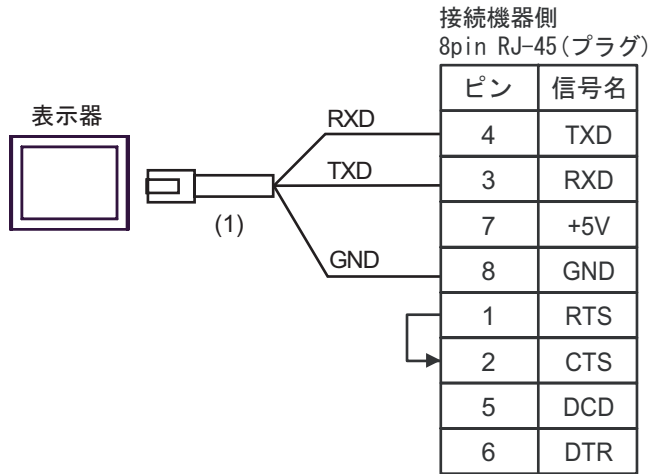 接続機器側
8pin RJ-45(プラグ)
ピン 信号名
表示器
RXD
4 TXD
TXD
3 RXD
(1)
7 +5V
GND
8 GND
1 RTS
2 CTS
5 DCD
6 DTR